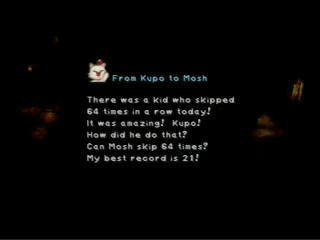 From Kupo to Mosh
There was a kid who skipped
64 times in a row today!
It was amazing!  Kupo!
How did he do that?
Can Mosh skip 64 times?
My best record is 21!